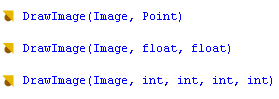 DrawImage(Image, Point)
DrawImage(Image, float, float)
DrawImage(Image, int, int, int, int)